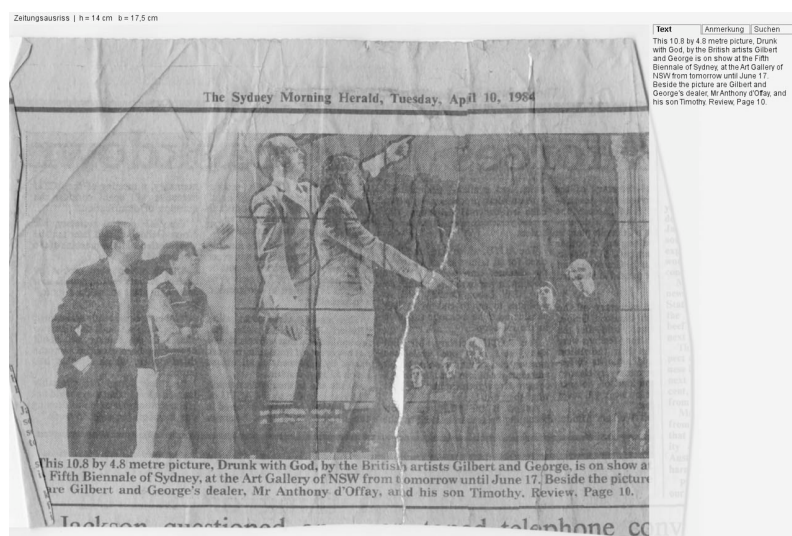 Zeitungsausriss | h = 14 cm b = 17,5 cm
Text Anmerkung Suchen
This 10.8 by 4.8 metre picture, Drunk
with God, by the British artists Gilbert
and George is on show at the Fifth
Biennale of Sydney, at the Art Gallery of
NSW from tomorrow until June 17.
Beside the picture are Gilbert and
George's dealer, Mr Anthony d'Offay, and
his son Timothy. Review, Page 10.
The Sydney Morning Herald, Tuesday, April 10, 1984
This 10.8 by 4.8 metre picture, Drunk with God, by the British artists Gilbert and George, is on show
Fifth Biennale of Sydney, at the Art Gallery of NSW from tomorrow until June 17. Beside the picture
are Gilbert and George's dealer, Mr Anthony d'Offay, and his son Timothy. Review, Page 10.
Jackson questioned telephone